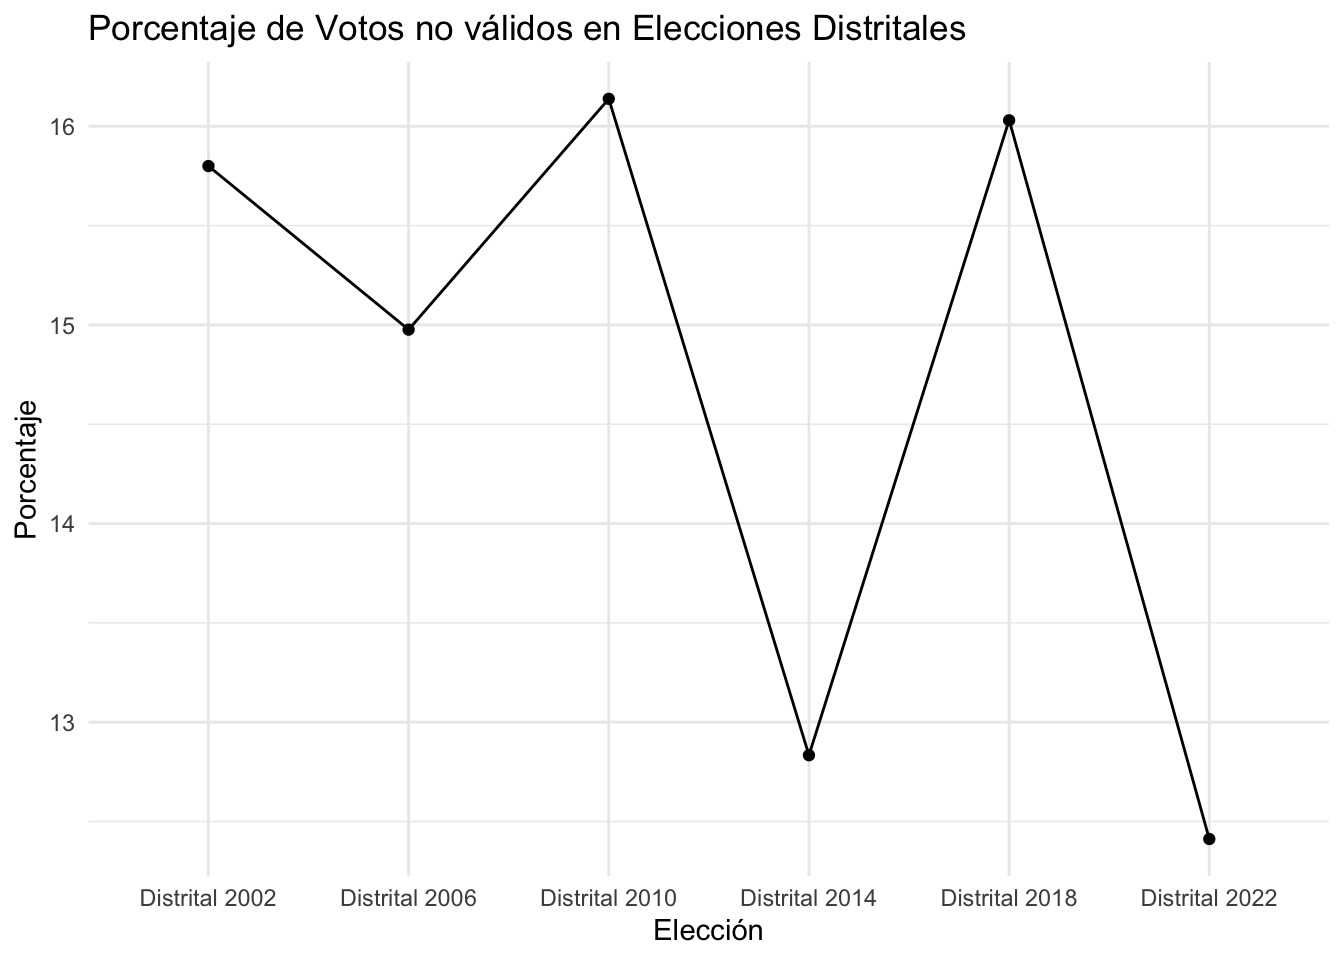 Porcentaje de Votos no válidos en Elecciones Distritales
Porcentaje
16
15
14
13
Distrital 2002 Distrital 2006 Distrital 2010 Distrital 2014 Distrital 2018 Distrital 2022
Elección